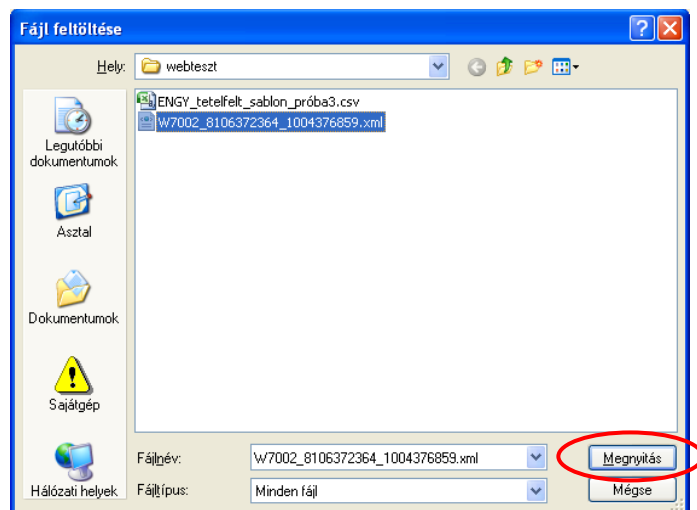 Fájl feltöltése
Hely:
webteszt
ENGY_tetelfelt_sablon_próba3.csv
W7002_8106372364_1004376859.xml
Legutóbbi
dokumentumok
Asztal
Dokumentumok
Sajátgép
Hálózati helyek
Fájlnév:
W7002_8106372364_1004376859.xml
Megnyitás
Fájltípus:
Minden fájl
Mégse